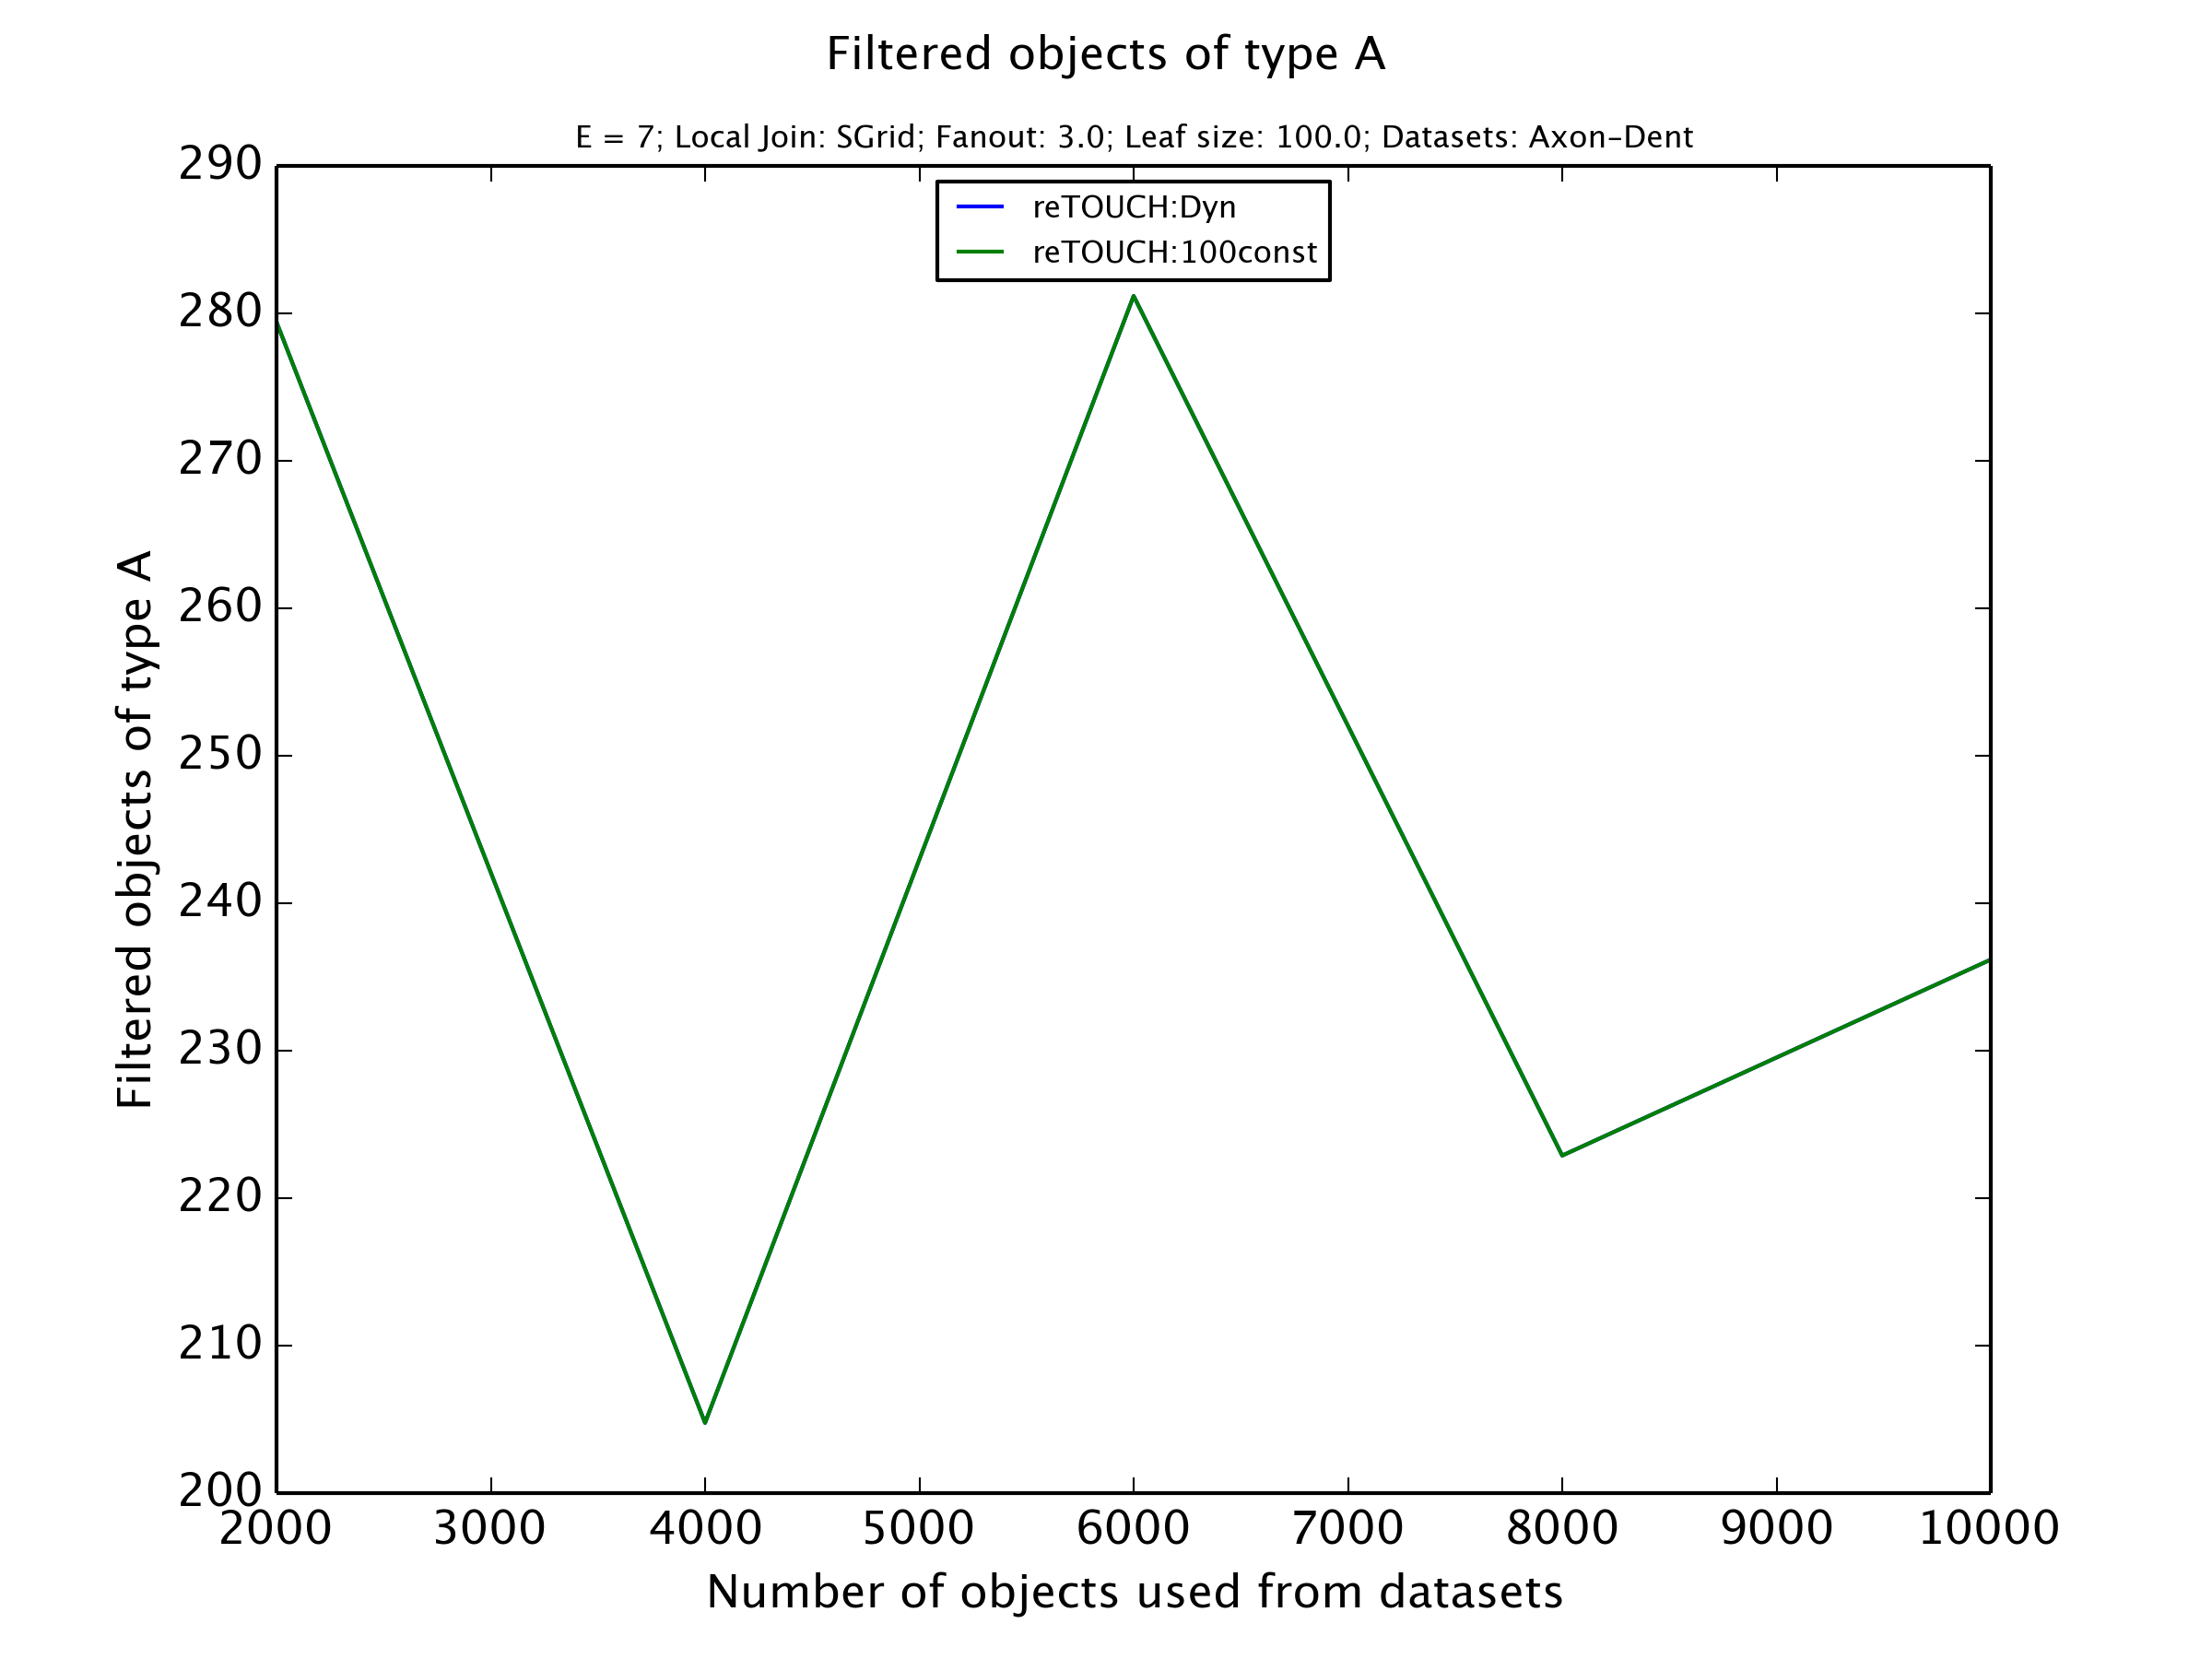 Filtered objects of type A
E = 7; Local Join: SGrid; Fanout: 3.0; Leaf size: 100.0; Datasets: Axon-Dent
reTOUCH:Dyn
reTOUCH:100const
290
280
270
260
250
240
230
220
210
200
Filtered objects of type A
2000 3000 4000 5000 6000 7000 8000 9000 10000
Number of objects used from datasets